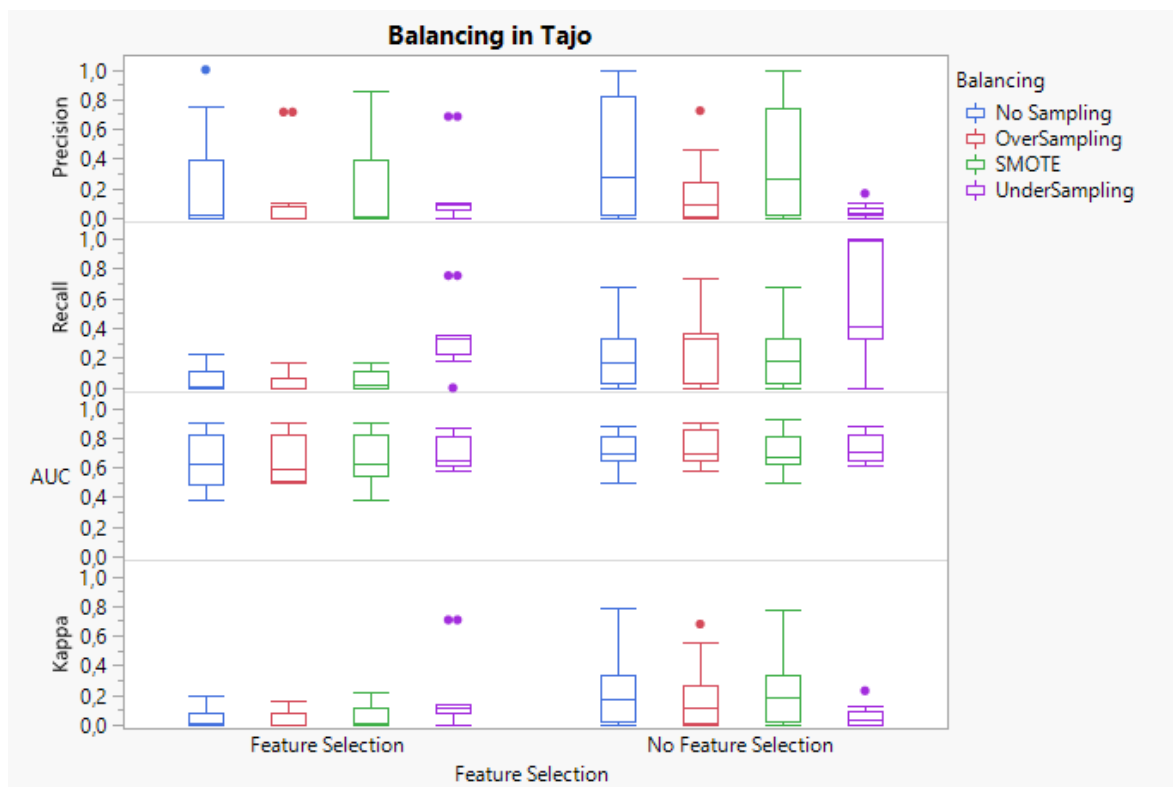 Balancing in Tajo
Precision
1,0
0,8
0,6
0,4
0,2
0,0
Recall
1,0
0,8
0,6
0,4
0,2
0,0
AUC
1,0
0,8
0,6
0,4
0,2
0,0
Kappa
1,0
0,8
0,6
0,4
0,2
0,0
Feature Selection
No Feature Selection
Feature Selection
Balancing
No Sampling
OverSampling
SMOTE
UnderSampling